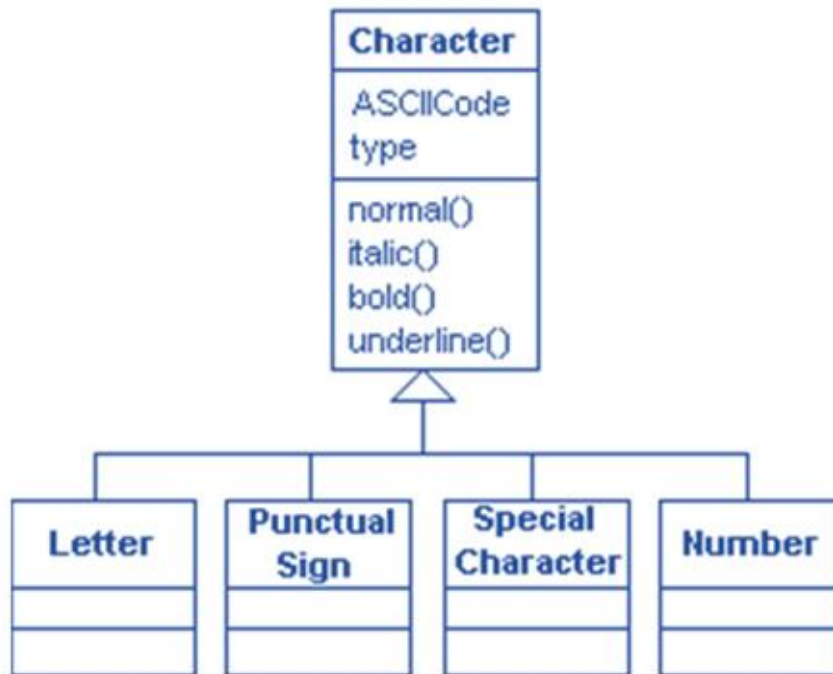 Character
ASCIICode
type
normal()
italic()
bold()
underline()
Letter
Punctual
Sign
Special
Character
Number